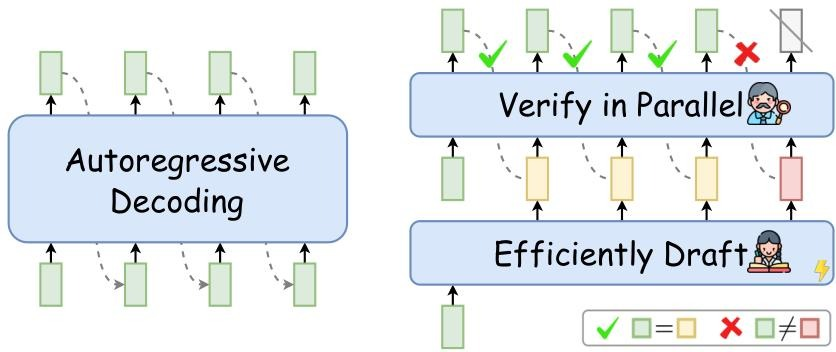 Autoregressive
Decoding
Verify in Parallel
Efficiently Draft
= ≠